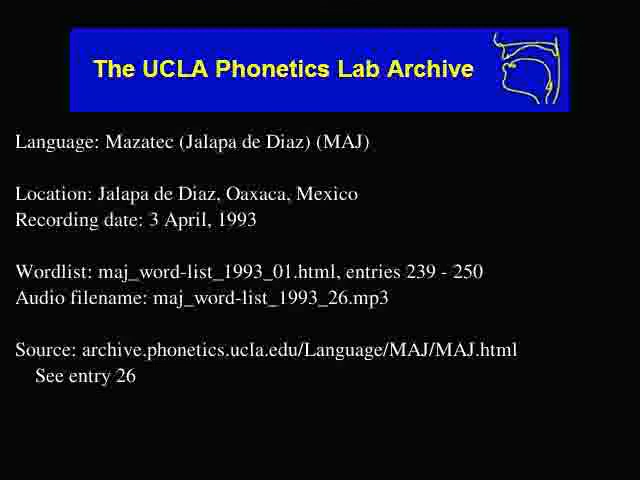 The UCLA Phonetics Lab Archive
Language: Mazatec (Jalapa de Diaz) (MAJ)
Location: Jalapa de Diaz, Oaxaca, Mexico
Recording date: 3 April, 1993
Wordlist: maj_word-list_1993_01.html, entries 239 - 250
Audio filename: maj_word-list_1993_26.mp3
Source: archive.phonetics.ucla.edu/Language/MAJ/MAJ.html
See entry 26